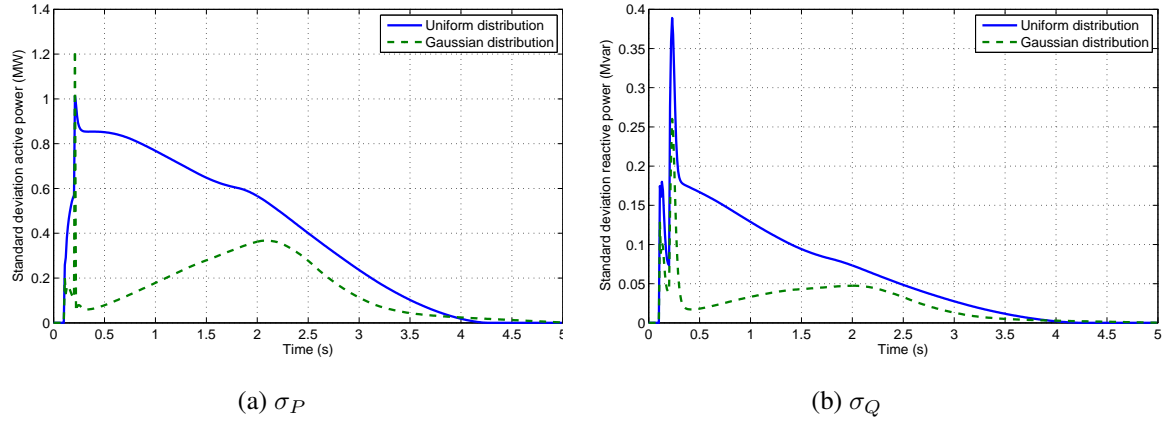 Standard deviation active power (MW)
1.4
1.2
1
0.8
0.6
0.4
0.2
0
0 0.5 1 1.5 2 2.5 3 3.5 4 4.5 5
Time (s)
Uniform distribution
Gaussian distribution
(a) σP
Standard deviation reactive power (Mvar)
0.4
0.35
0.3
0.25
0.2
0.15
0.1
0.05
0
0 0.5 1 1.5 2 2.5 3 3.5 4 4.5 5
Time (s)
Uniform distribution
Gaussian distribution
(b) σQ